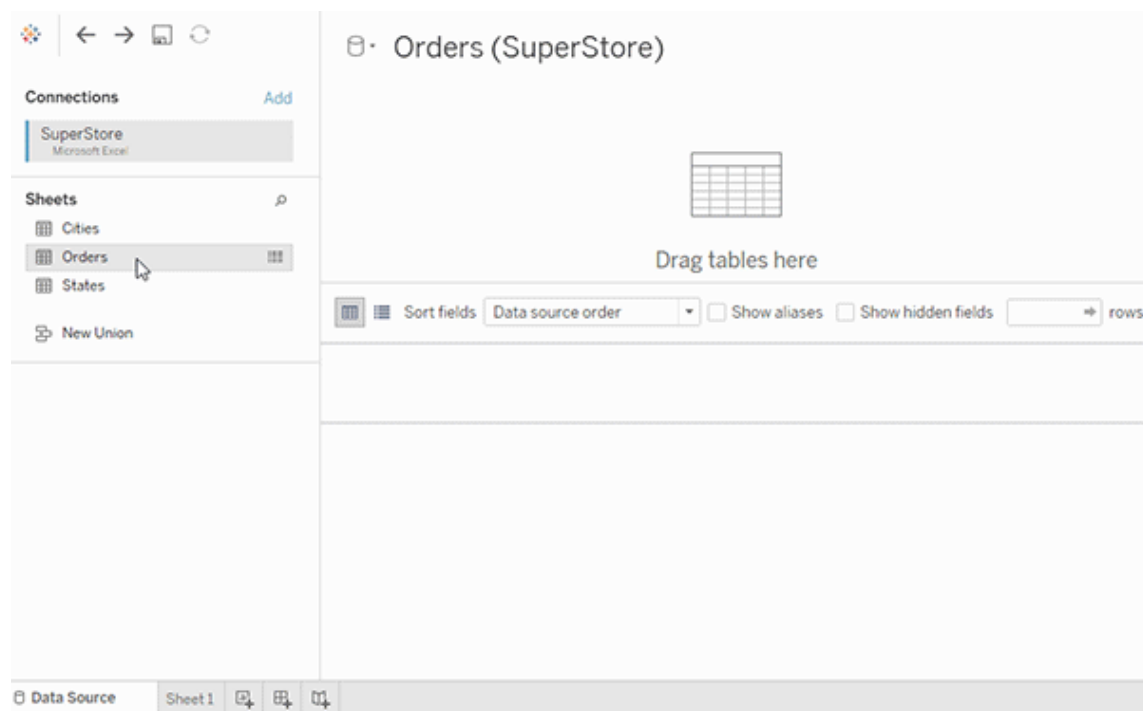 Connections Add
SuperStore
Microsoft Excel
Sheets
Cities
Orders
States
New Union
Orders (SuperStore)
Drag tables here
Sort fields Data source order Show aliases Show hidden fields rows
Data Source Sheet 1